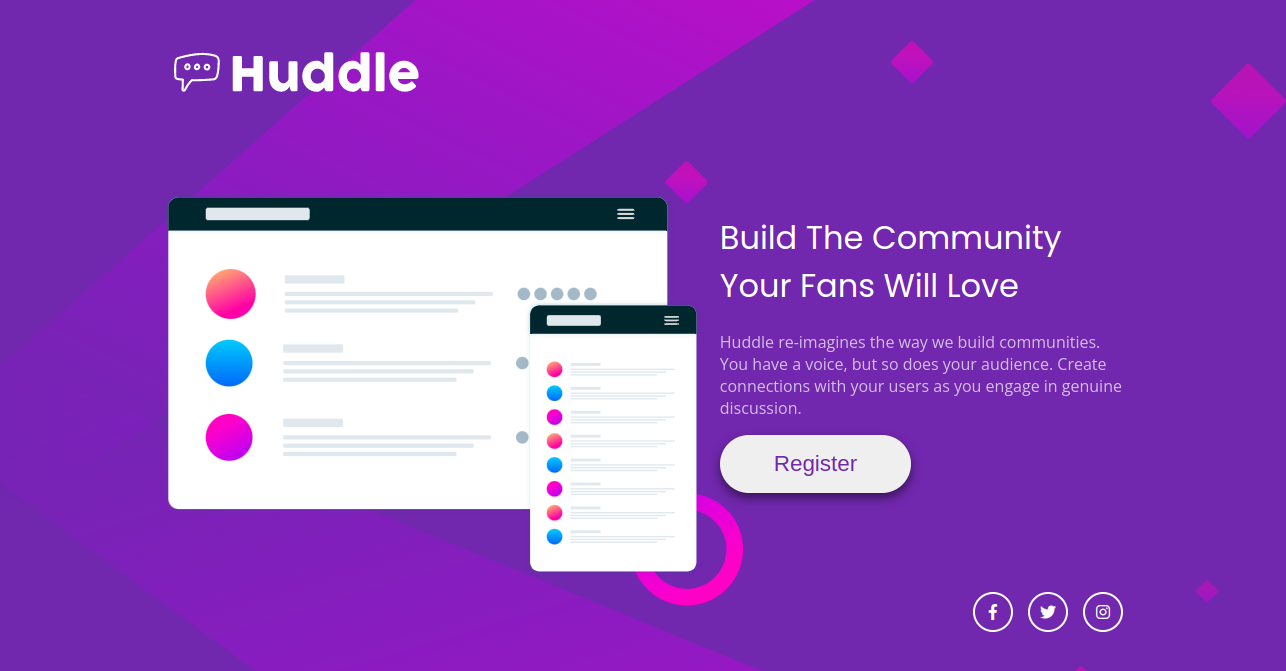 Huddle
Build The Community
Your Fans Will Love
Huddle re-imagines the way we build communities.
You have a voice, but so does your audience. Create
connections with your users as you engage in genuine
discussion.
Register